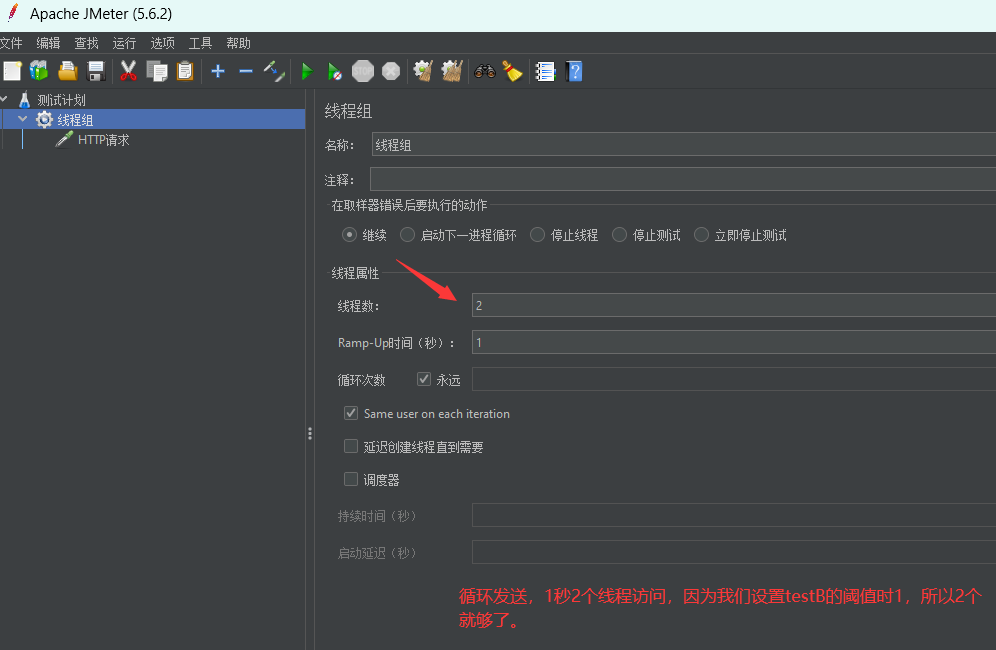 Apache JMeter (5.6.2)
文件 编辑 查找 运行 选项 工具 帮助
STOP
测试计划
线程组
HTTP请求
线程组
名称: 线程组
注释:
在取样器错误后要执行的动作
继续 启动下一进程循环 停止线程 停止测试 立即停止测试
线程属性
线程数: 2
Ramp-Up时间（秒）: 1
循环次数 永远
Same user on each iteration
延迟创建线程直到需要
调度器
持续时间（秒）
启动延迟（秒）
循环发送，1秒2个线程访问，因为我们设置testB的阈值时1，所以2个
就够了。